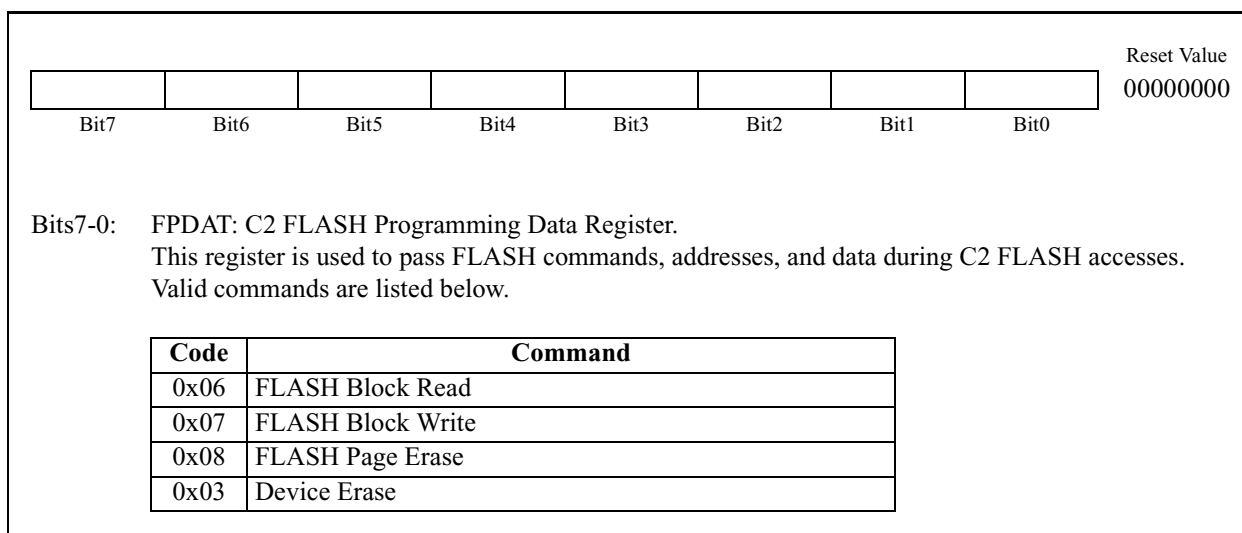 Reset Value
00000000
Bit7 Bit6 Bit5 Bit4 Bit3 Bit2 Bit1 Bit0
Bits7-0: FPDAT: C2 FLASH Programming Data Register.
This register is used to pass FLASH commands, addresses, and data during C2 FLASH accesses.
Valid commands are listed below.
Code Command
0x06 FLASH Block Read
0x07 FLASH Block Write
0x08 FLASH Page Erase
0x03 Device Erase